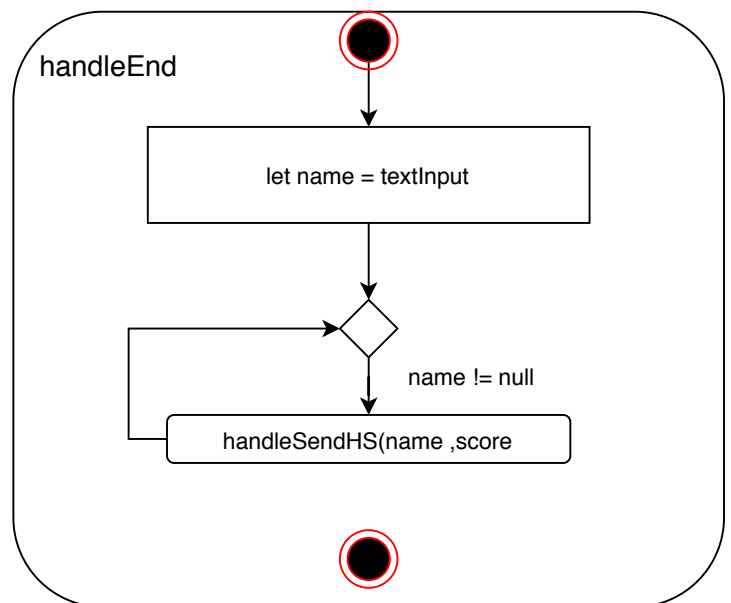 handleEnd
let name = textInput
name != null
handleSendHS(name ,score